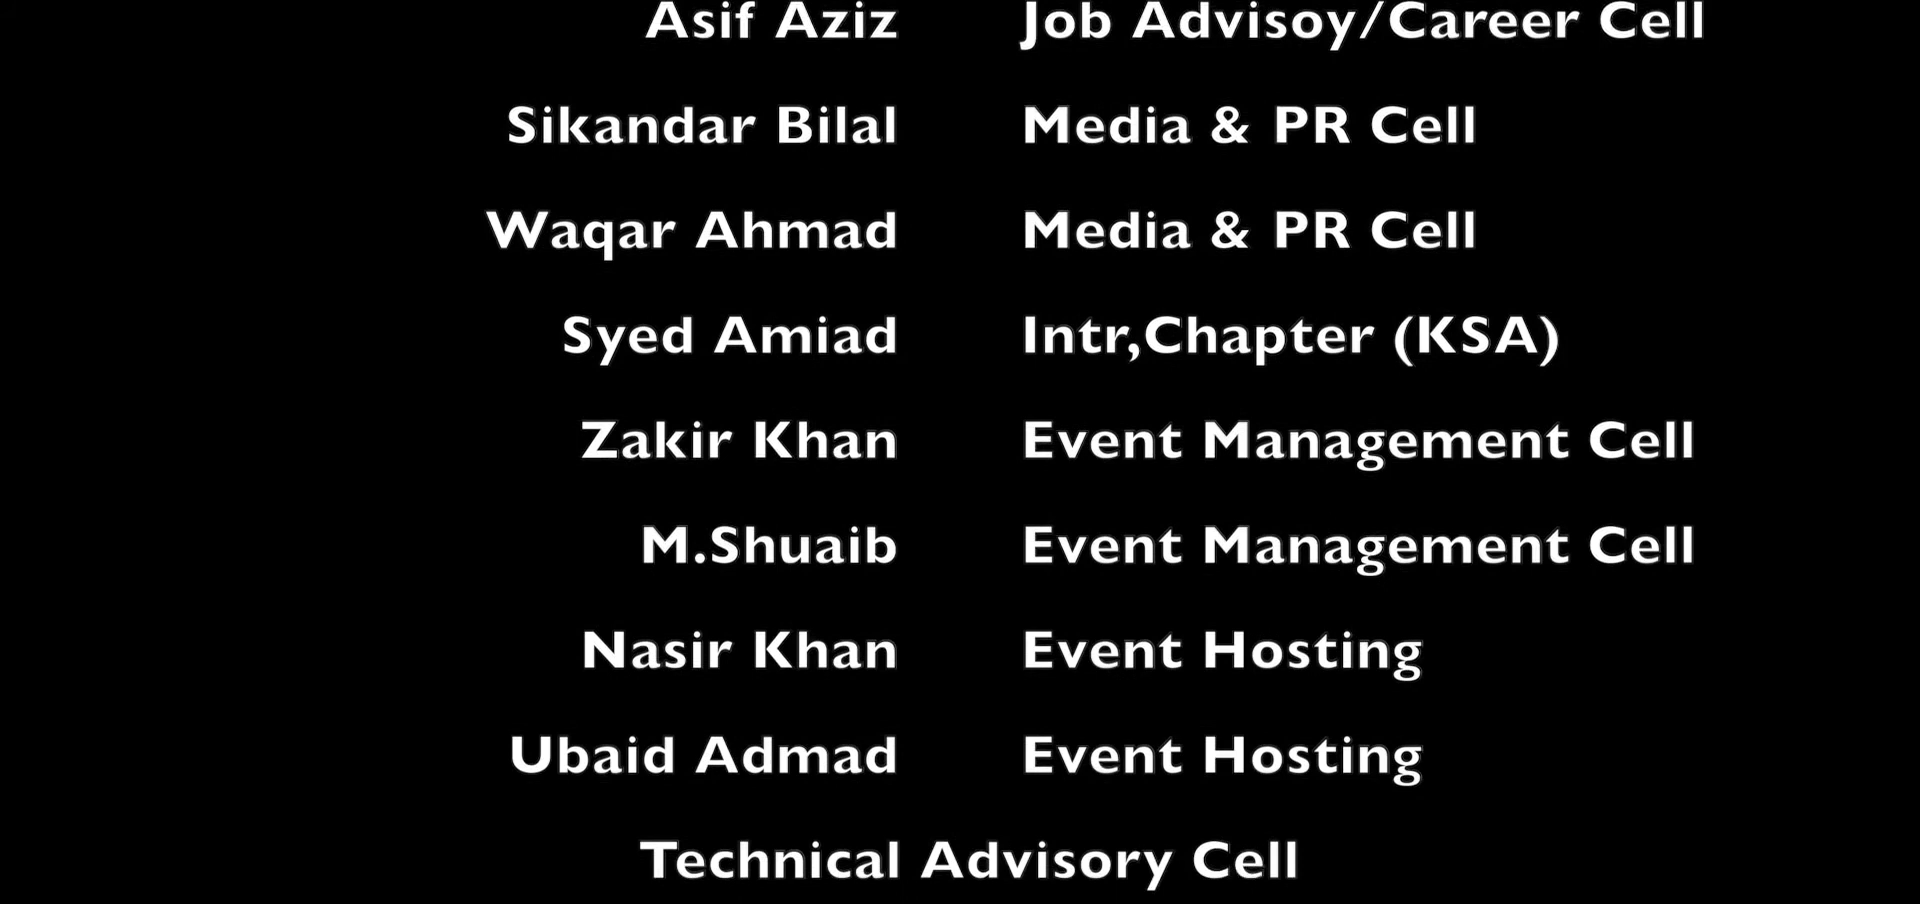 Asif Aziz Job Advisoy/Career Cell
Sikandar Bilal Media & PR Cell
Waqar Ahmad Media & PR Cell
Syed Amiad Intr,Chapter (KSA)
Zakir Khan Event Management Cell
M.Shuaib Event Management Cell
Nasir Khan Event Hosting
Ubaid Admad Event Hosting
Technical Advisory Cell